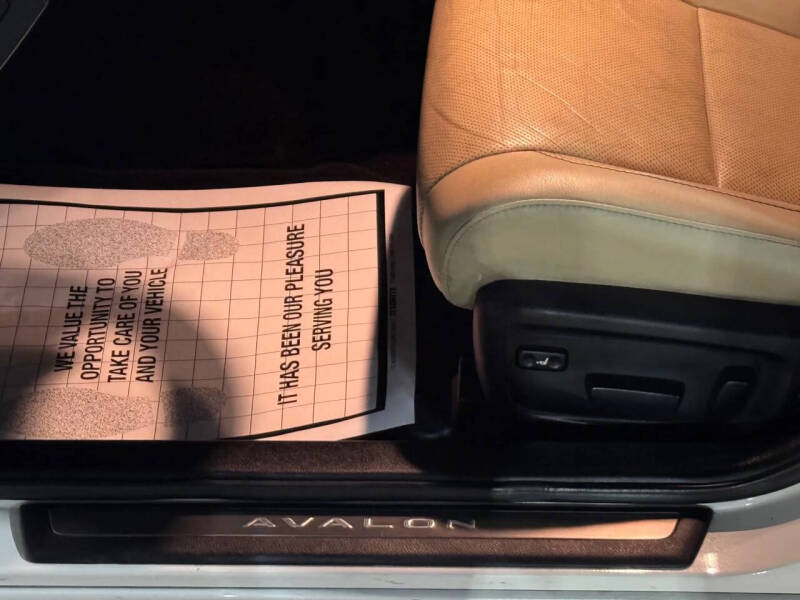 WE VALUE THE
OPPORTUNITY TO
TAKE CARE OF YOU
AND YOUR VEHICLE
IT HAS BEEN OUR PLEASURE
SERVING YOU
AVALON